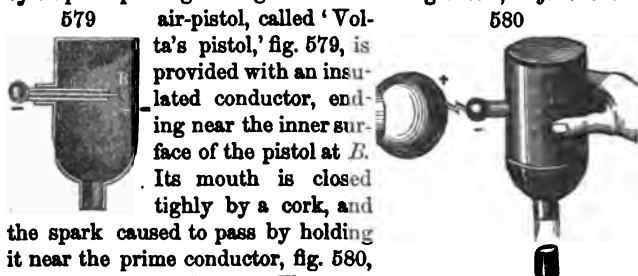 579 air-pistol, called ‘ Vol- 580
ta's pistol,’ fig. 579, is
provided with an insu-
lated conductor, end-
ing near the inner sur-
face of the pistol at B.
Its mouth is closed
tighly by a cork, and
the spark caused to pass by holding
it near the prime conductor, fig. 580,
B
−
+
−